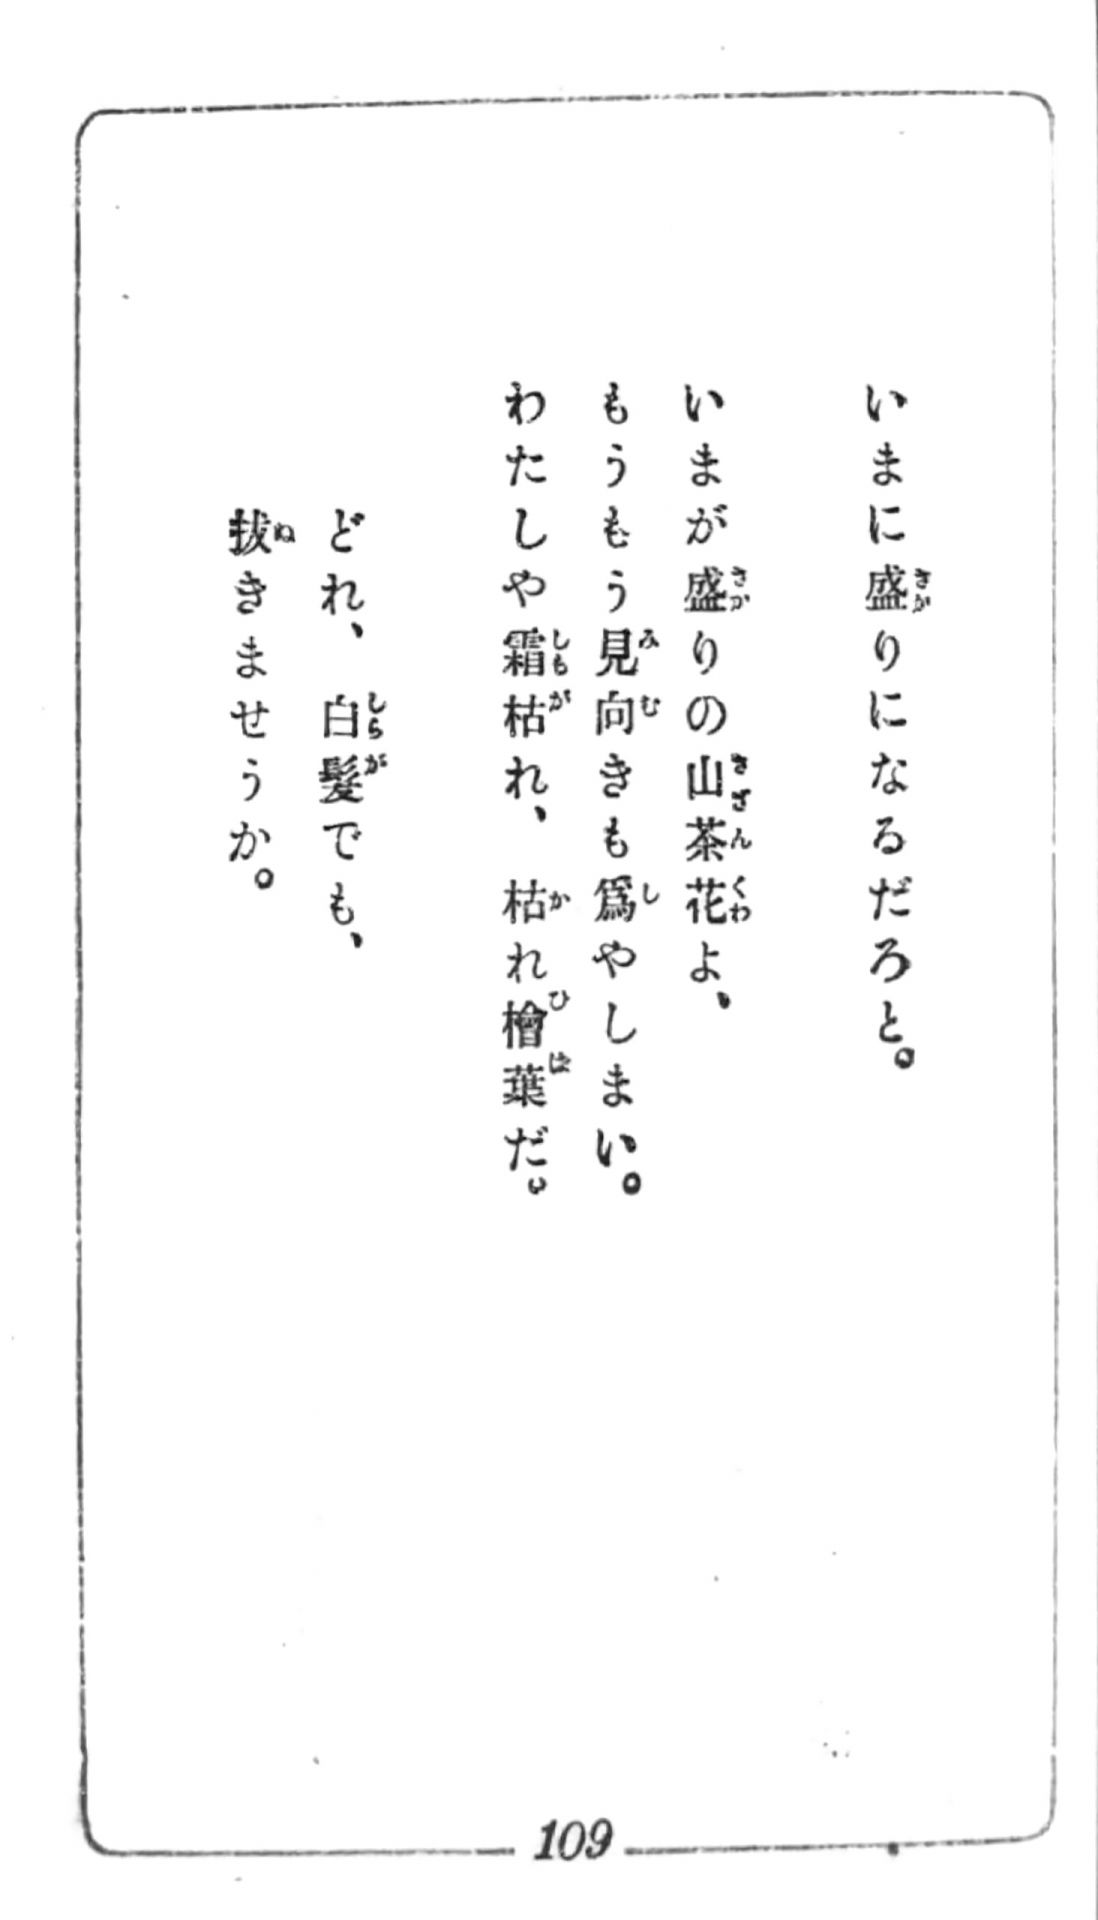 いまに盛りになるだろと。
いまが盛りの山茶花よ、
もうもう見向きも爲やしまい。
わたしや霜枯れ、枯れ檜葉だ。
どれ、白髪でも、
抜きませうか。
109